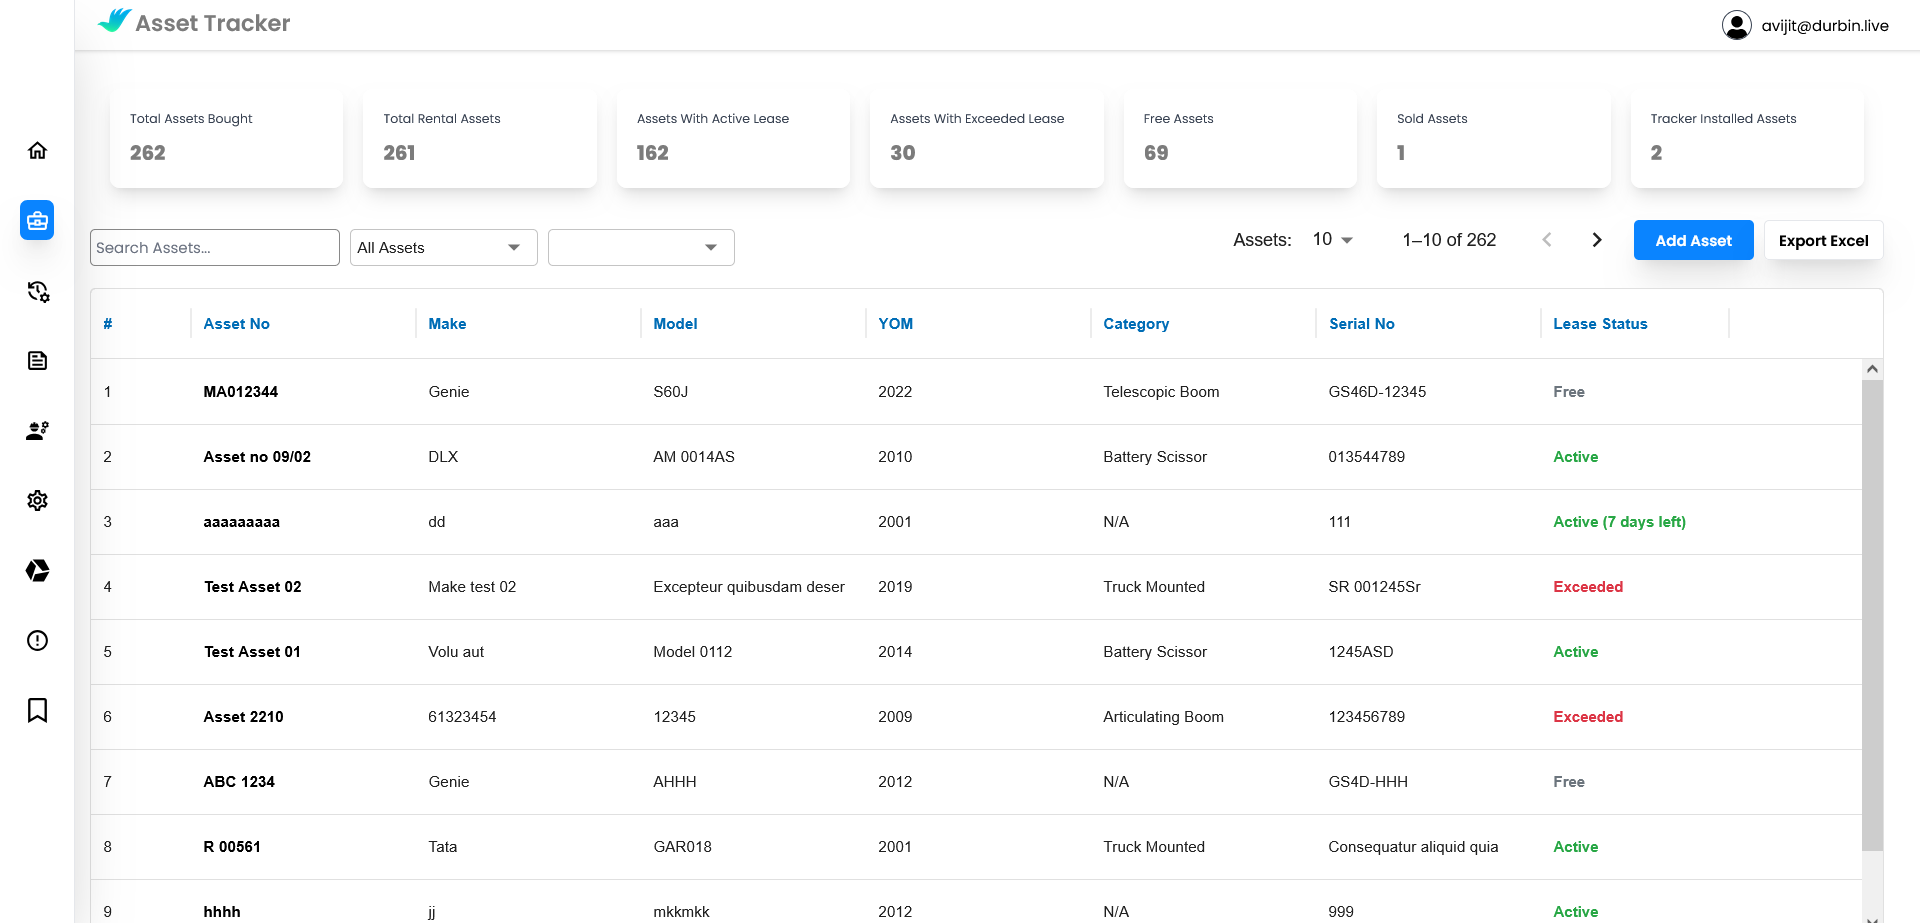 Asset Tracker
avijit@durbin.live
Total Assets Bought
262
Total Rental Assets
261
Assets With Active Lease
162
Assets With Exceeded Lease
30
Free Assets
69
Sold Assets
1
Tracker Installed Assets
2
Search Assets...
All Assets
Assets: 10 1–10 of 262
Add Asset
Export Excel
# Asset No Make Model YOM Category Serial No Lease Status
1 MA012344 Genie S60J 2022 Telescopic Boom GS46D-12345 Free
2 Asset no 09/02 DLX AM 0014AS 2010 Battery Scissor 013544789 Active
3 aaaaaaaaa dd aaa 2001 N/A 111 Active (7 days left)
4 Test Asset 02 Make test 02 Excepteur quibusdam deser 2019 Truck Mounted SR 001245Sr Exceeded
5 Test Asset 01 Volu aut Model 0112 2014 Battery Scissor 1245ASD Active
6 Asset 2210 61323454 12345 2009 Articulating Boom 123456789 Exceeded
7 ABC 1234 Genie AHHH 2012 N/A GS4D-HHH Free
8 R 00561 Tata GAR018 2001 Truck Mounted Consequatur aliquid quia Active
9 hhhh jj mkkmkk 2012 N/A 999 Active